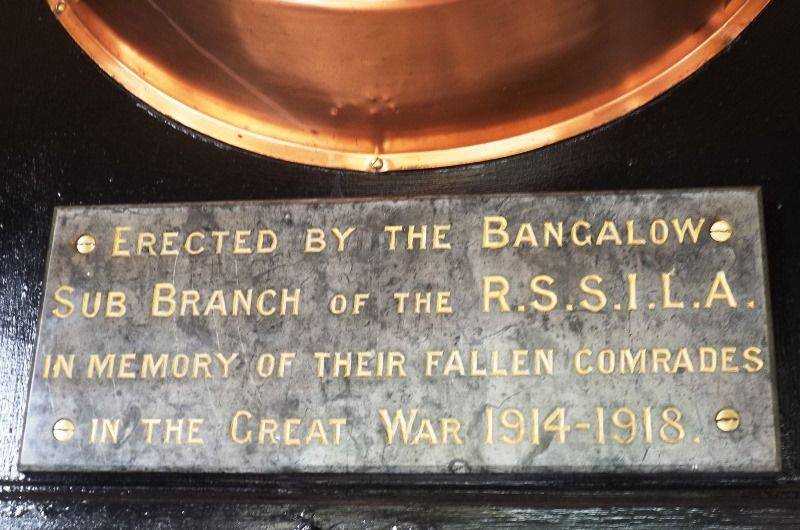 Erected by the Bangalow
Sub Branch of the R.S.S.I.L.A.
in memory of their fallen comrades
in the Great War 1914-1918.